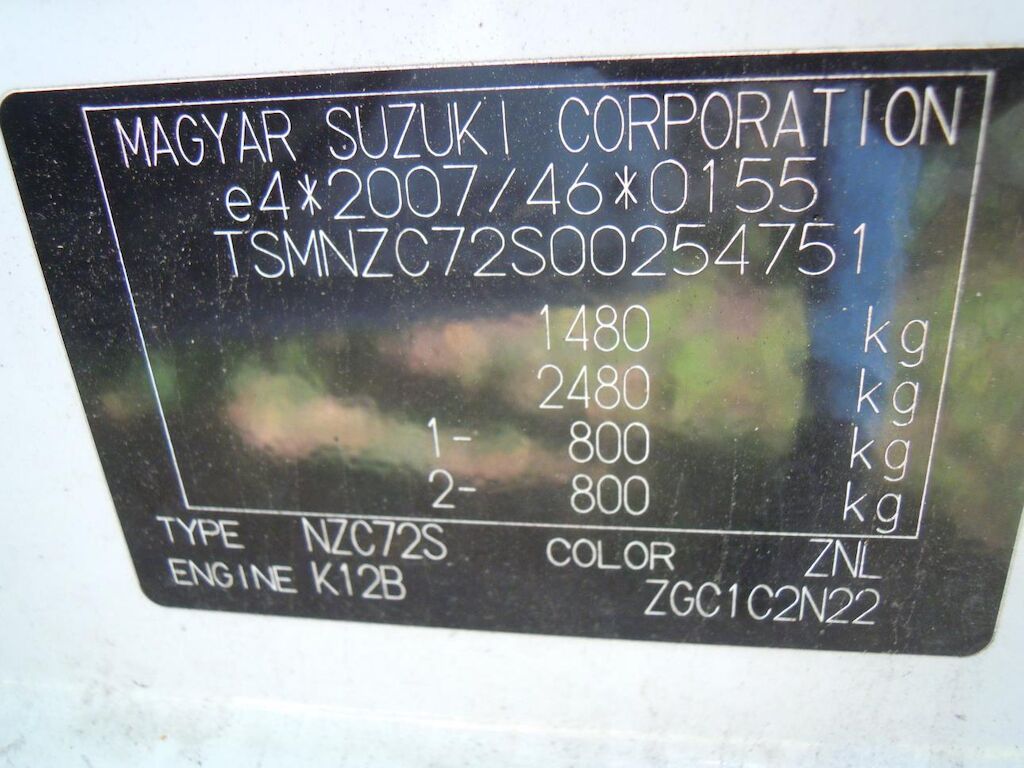 MAGYAR SUZUKI CORPORATION
e4*2007/46*0155
TSMNZC72S00254751
1480 kg
2480 kg
1- 800 kg
2- 800 kg
TYPE NZC72S COLOR ZNL
ENGINE K12B ZGC1C2N22